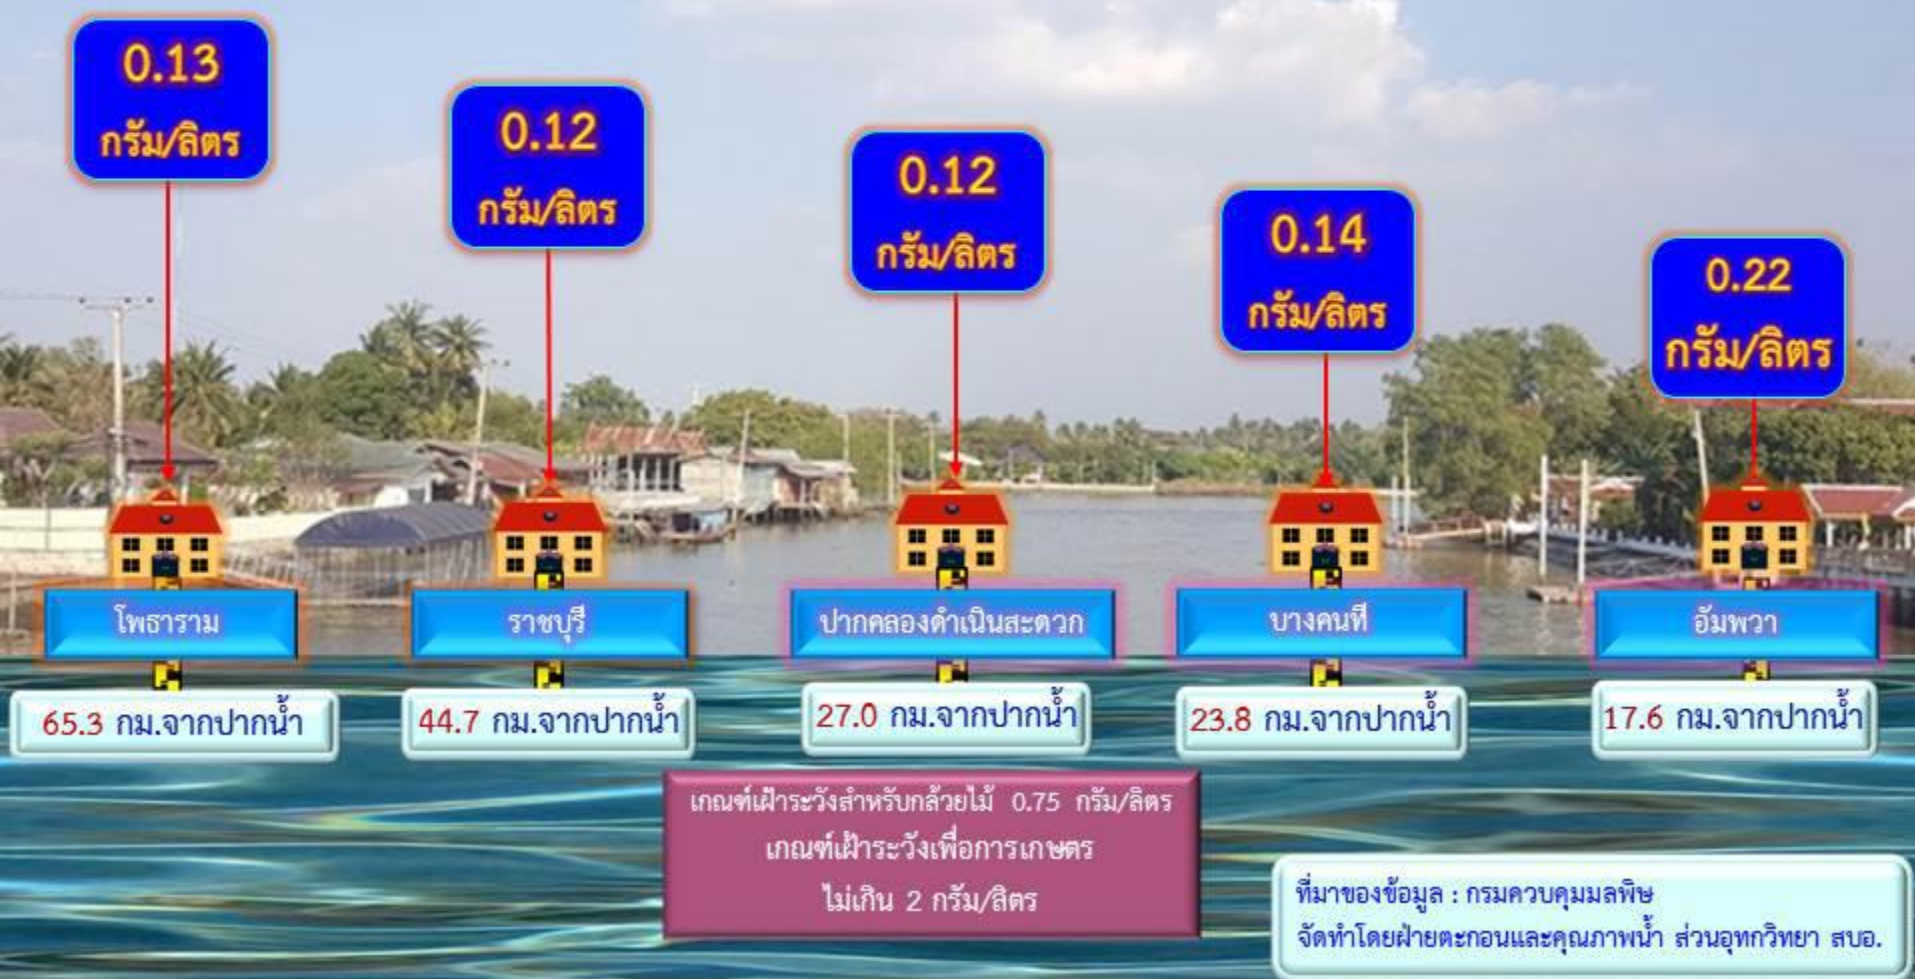 0.13
กรัม/ลิตร
0.12
กรัม/ลิตร
0.12
กรัม/ลิตร
0.14
กรัม/ลิตร
0.22
กรัม/ลิตร
โพธาราม
ราชบุรี
ปากคลองดำเนินสะดวก
บางคนที
อัมพวา
65.3 กม.จากปากน้ำ
44.7 กม.จากปากน้ำ
27.0 กม.จากปากน้ำ
23.8 กม.จากปากน้ำ
17.6 กม.จากปากน้ำ
เกณฑ์เฝ้าระวังสำหรับกล้วยไม้ 0.75 กรัม/ลิตร
เกณฑ์เฝ้าระวังเพื่อการเกษตร
ไม่เกิน 2 กรัม/ลิตร
ที่มาของข้อมูล : กรมควบคุมมลพิษ
จัดทำโดยฝ่ายตะกอนและคุณภาพน้ำ ส่วนอุทกวิทยา สบอ.